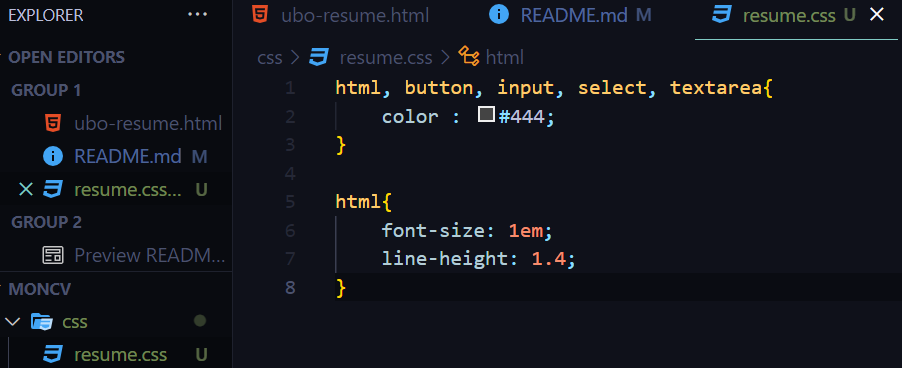 EXPLORER ...
ubo-resume.html README.md M resume.css U
OPEN EDITORS
css > resume.css > html
GROUP 1
1 html, button, input, select, textarea{
ubo-resume.html
2 color : #444;
README.md M
3 }
resume.css... U
4
GROUP 2
5 html{
Preview READM...
6 font-size: 1em;
7 line-height: 1.4;
MONCV
8 }
css
resume.css U